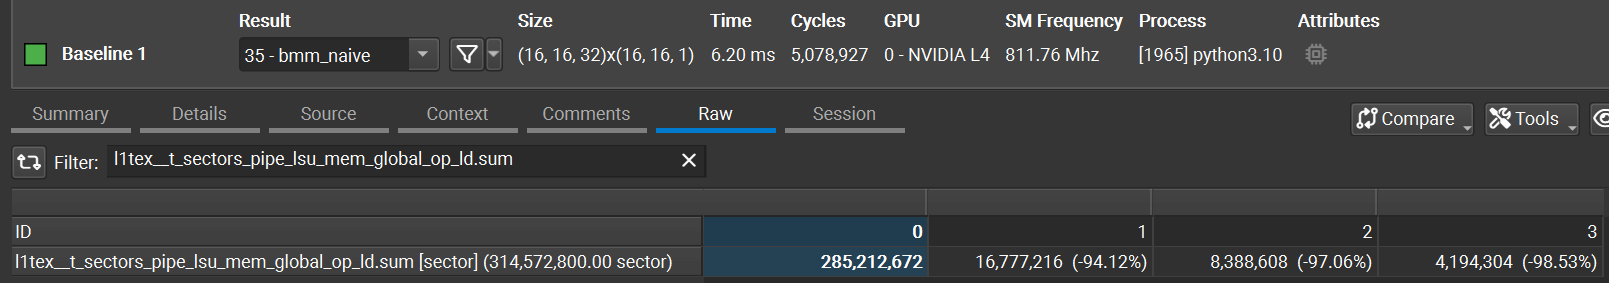 Result Size Time Cycles GPU SM Frequency Process Attributes
Baseline 1 35 - bmm_naive (16, 16, 32)x(16, 16, 1) 6.20 ms 5,078,927 0 - NVIDIA L4 811.76 Mhz [1965] python3.10
Summary Details Source Context Comments Raw Session Compare Tools
Filter: l1tex__t_sectors_pipe_lsu_mem_global_op_ld.sum
ID 0 1 2 3
l1tex__t_sectors_pipe_lsu_mem_global_op_ld.sum [sector] (314,572,800.00 sector) 285,212,672 16,777,216 (-94.12%) 8,388,608 (-97.06%) 4,194,304 (-98.53%)